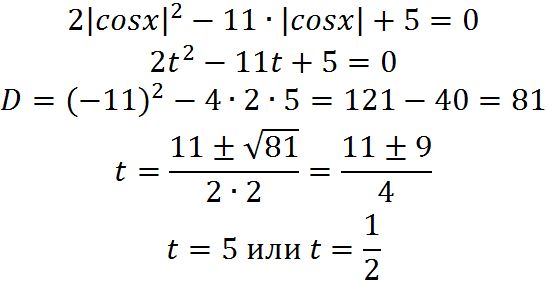 2|cosx|² − 11 · |cosx| + 5 = 0
2t² − 11t + 5 = 0
D = (−11)² − 4 · 2 · 5 = 121 − 40 = 81
t = (11 ± √81)/(2 · 2) = (11 ± 9)/4
t = 5 или t = 1/2